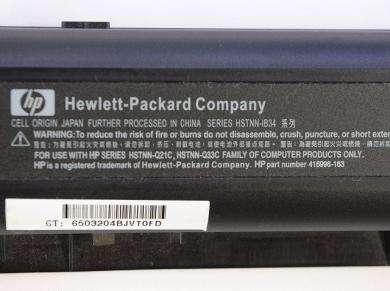 hp Hewlett-Packard Company
CELL ORIGIN JAPAN FURTHER PROCESSED IN CHINA SERIES HSTNN-IB34 系列
WARNING: To reduce the risk of fire or burns do not disassemble, crush, puncture, or short exter
FOR USE WITH HP SERIES HSTNN-Q21C, HSTNN-Q33C FAMILY OF COMPUTER PRODUCTS ONLY.
HP is a registered trademark of Hewlett-Packard Company. HP part number 416996-163
CT: 6503204BJVT0FD